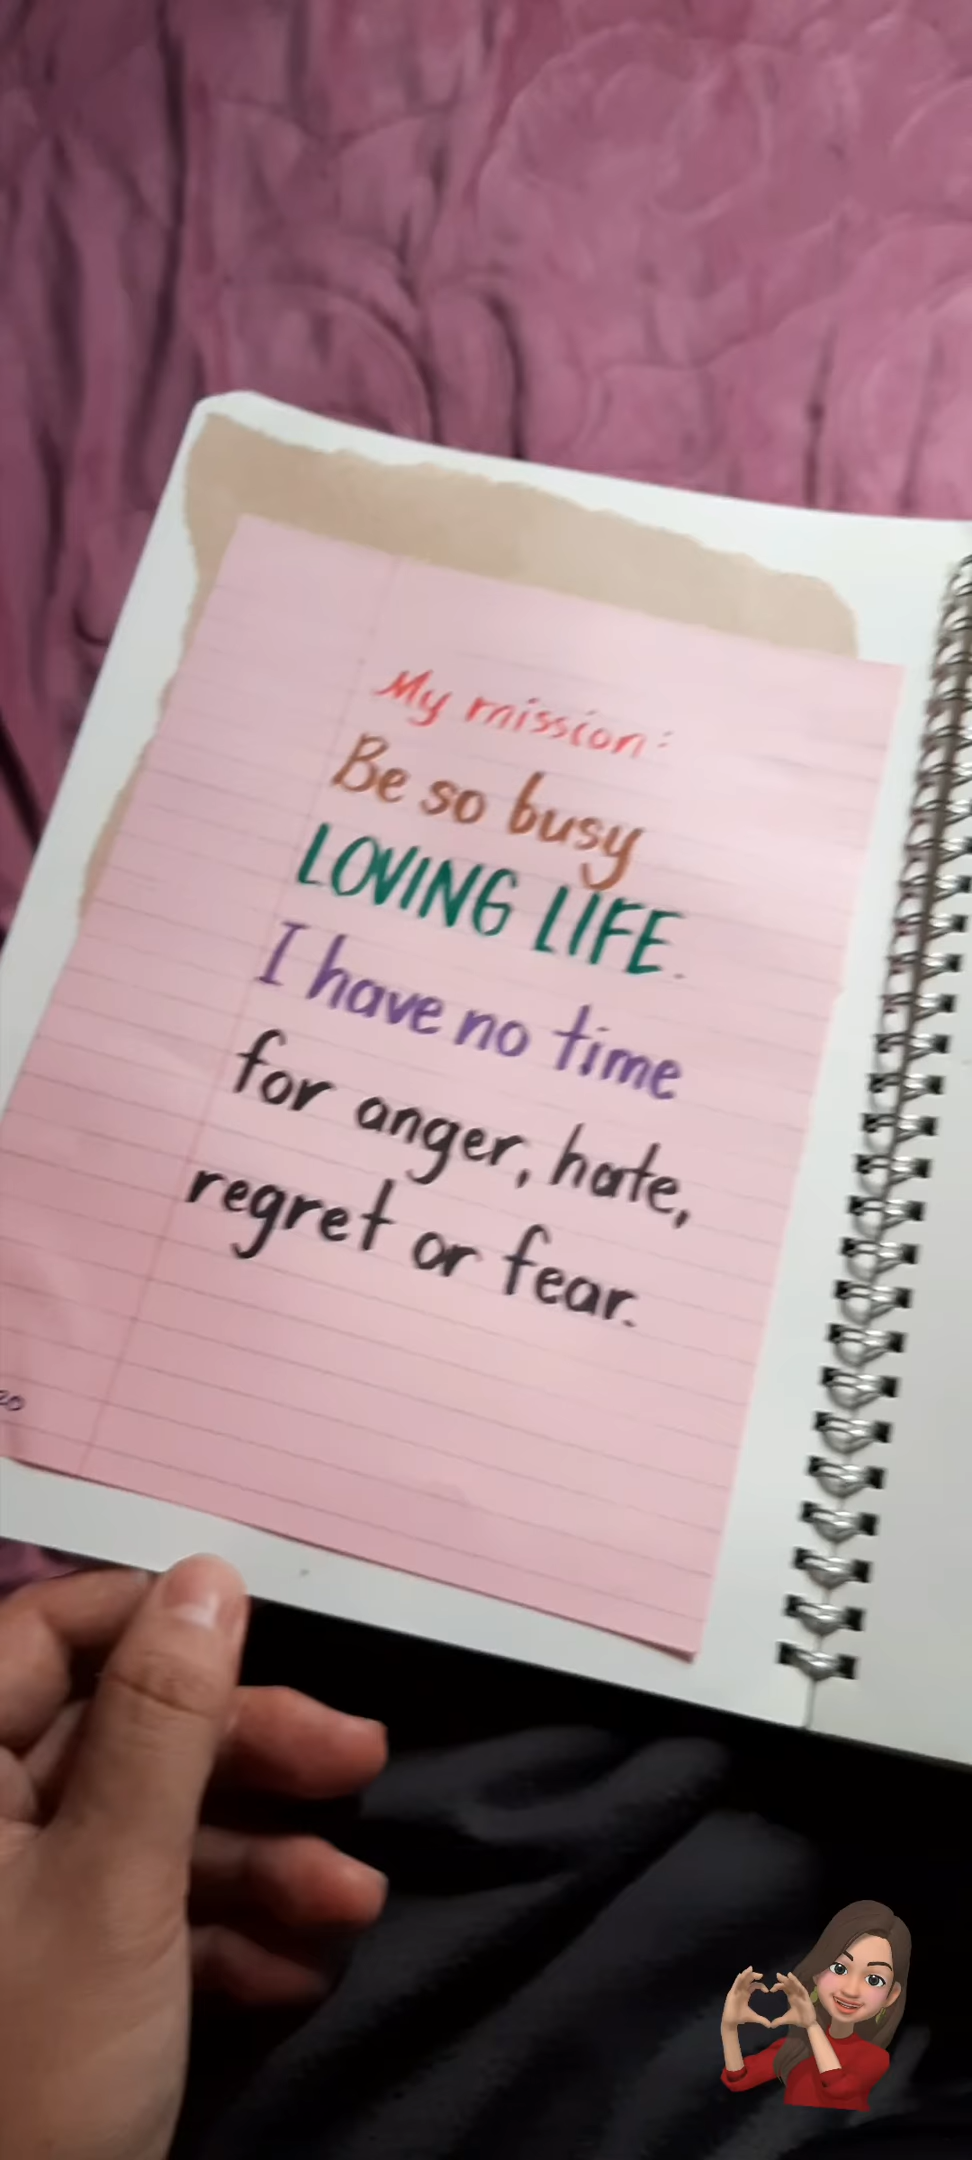 My mission:
Be so busy
LOVING LIFE.
I have no time
for anger, hate,
regret or fear.